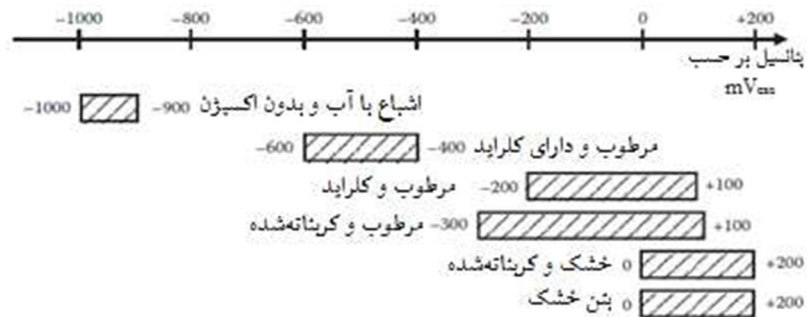 −1000 −800 −600 −400 −200 0 +200
پتانسیل بر حسب
−1000 −900 اشباع با آب و بدون اکسیژن
−600 −400 مرطوب و دارای کلراید
مرطوب و کلراید −200 +100
مرطوب و کربناته‌شده −300 +100
خشک و کربناته‌شده 0 +200
بتن خشک 0 +200